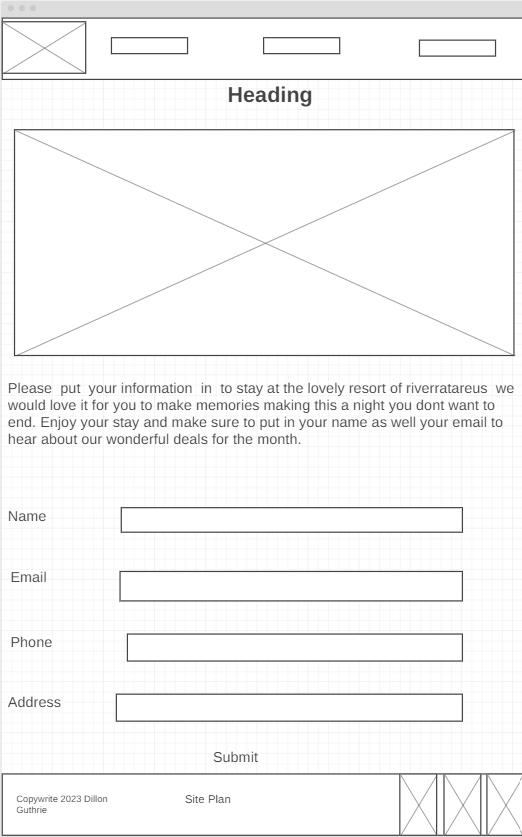 Heading
Please put your information in to stay at the lovely resort of riverratareus we
would love it for you to make memories making this a night you dont want to
end. Enjoy your stay and make sure to put in your name as well your email to
hear about our wonderful deals for the month.
Name
Email
Phone
Address
Submit
Copywrite 2023 Dillon
Guthrie
Site Plan